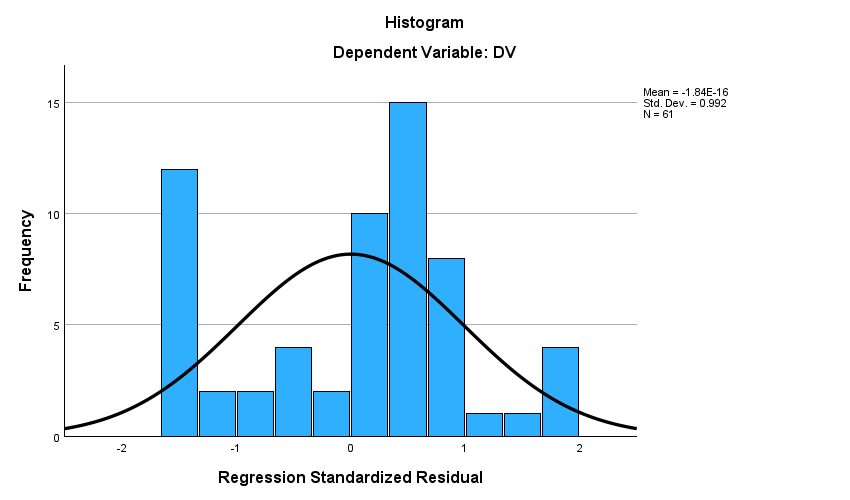 Histogram
Dependent Variable: DV
Mean = -1.84E-16
Std. Dev. = 0.992
N = 61
Frequency
15
10
5
0
-2 -1 0 1 2
Regression Standardized Residual